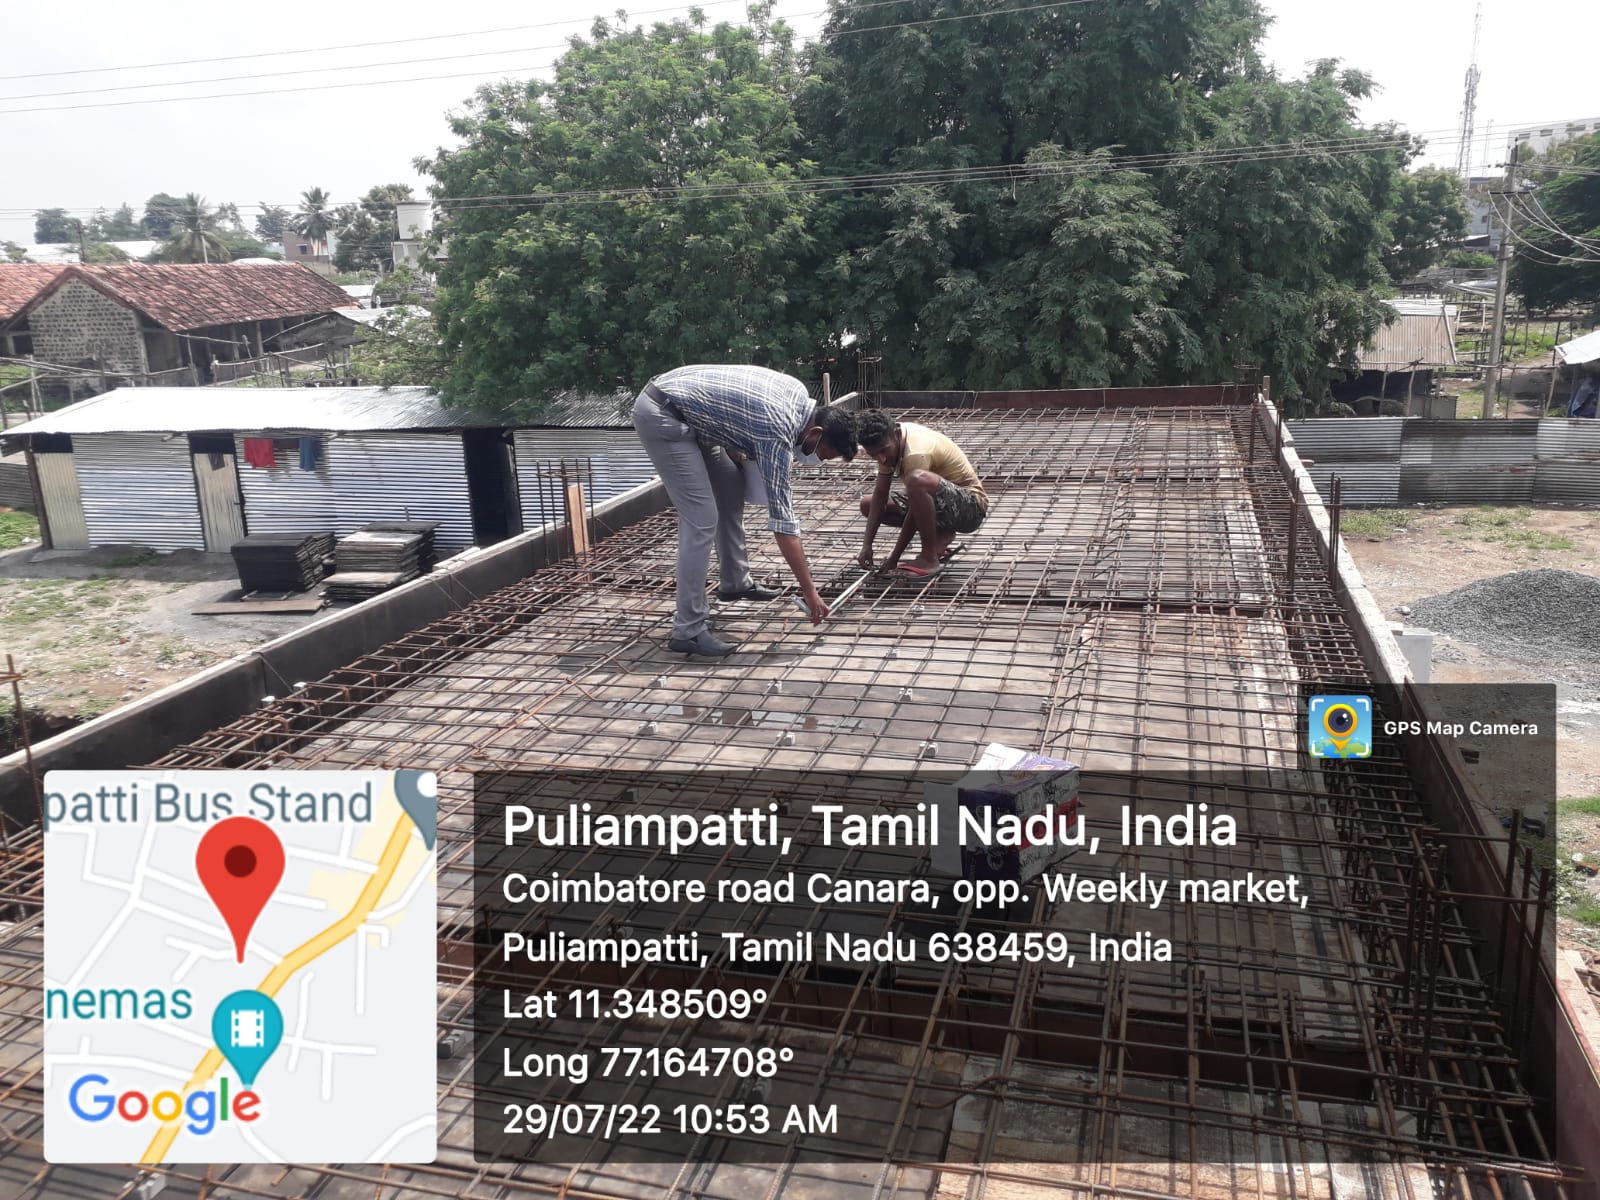 GPS Map Camera
patti Bus Stand
nemas
Google
Puliampatti, Tamil Nadu, India
Coimbatore road Canara, opp. Weekly market,
Puliampatti, Tamil Nadu 638459, India
Lat 11.348509°
Long 77.164708°
29/07/22 10:53 AM